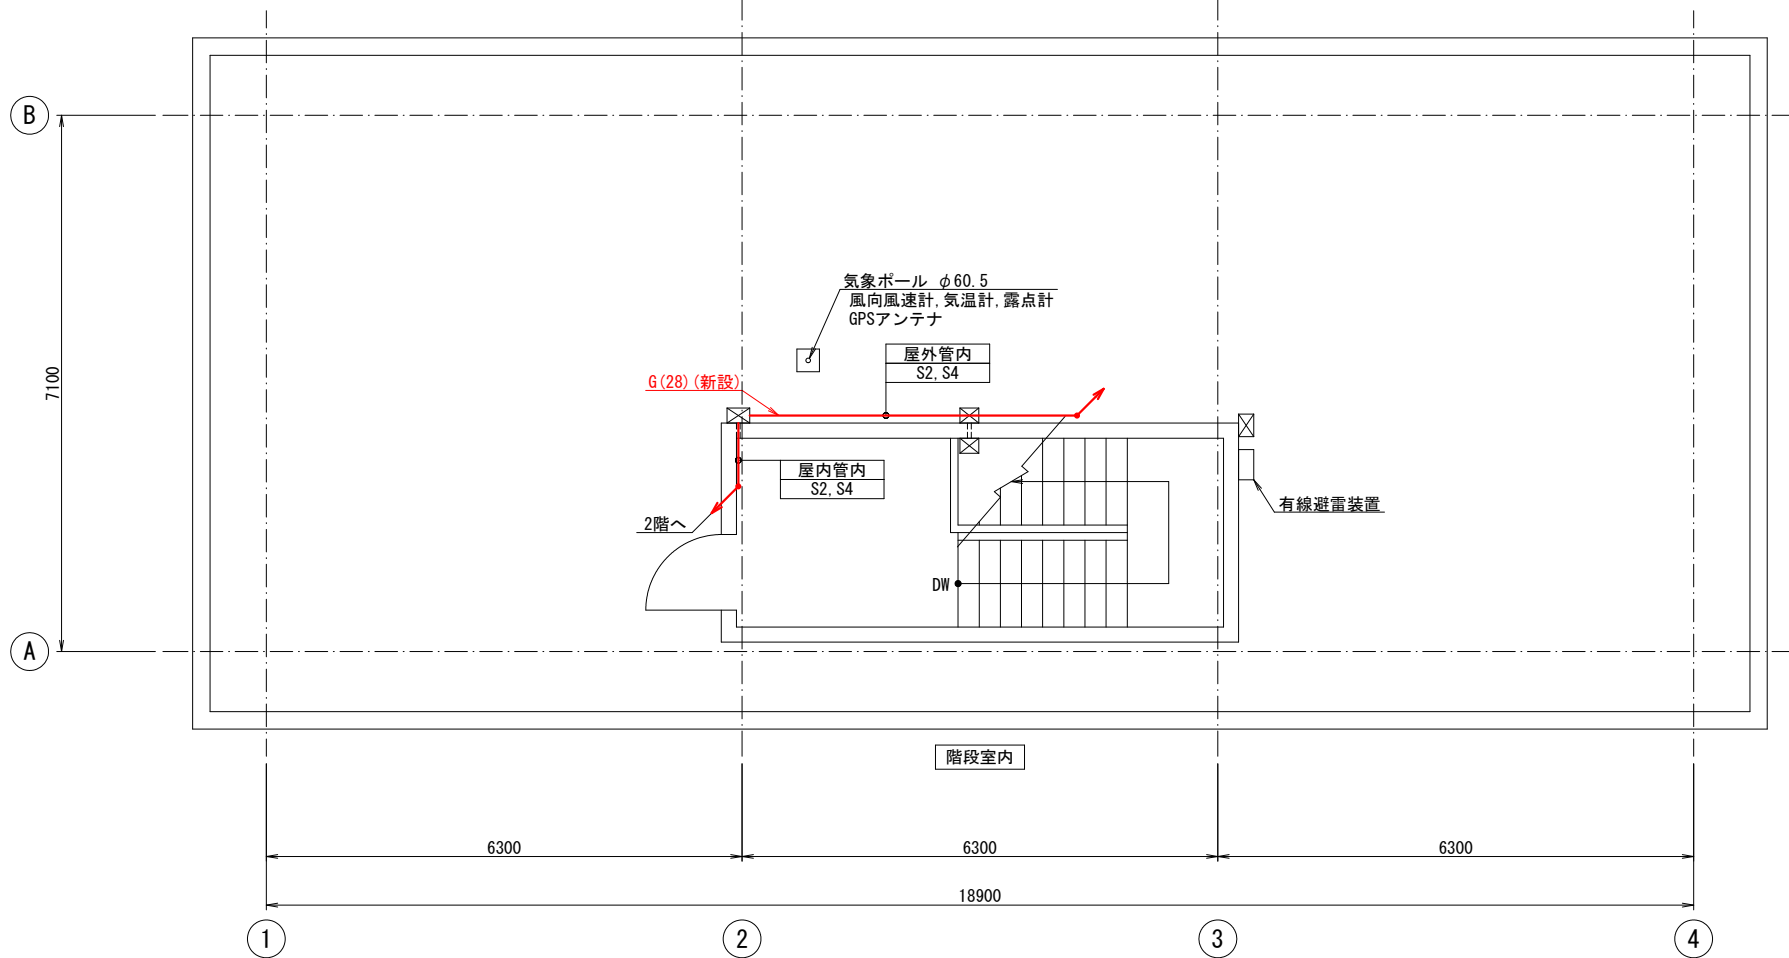 B
気象ポール φ60.5
風向風速計,気温計,露点計
GPSアンテナ
屋外管内
S2,S4
G(28)(新設)
7100
屋内管内
S2,S4
有線避雷装置
2階へ
DW
A
階段室内
6300
6300
6300
18900
1
2
3
4